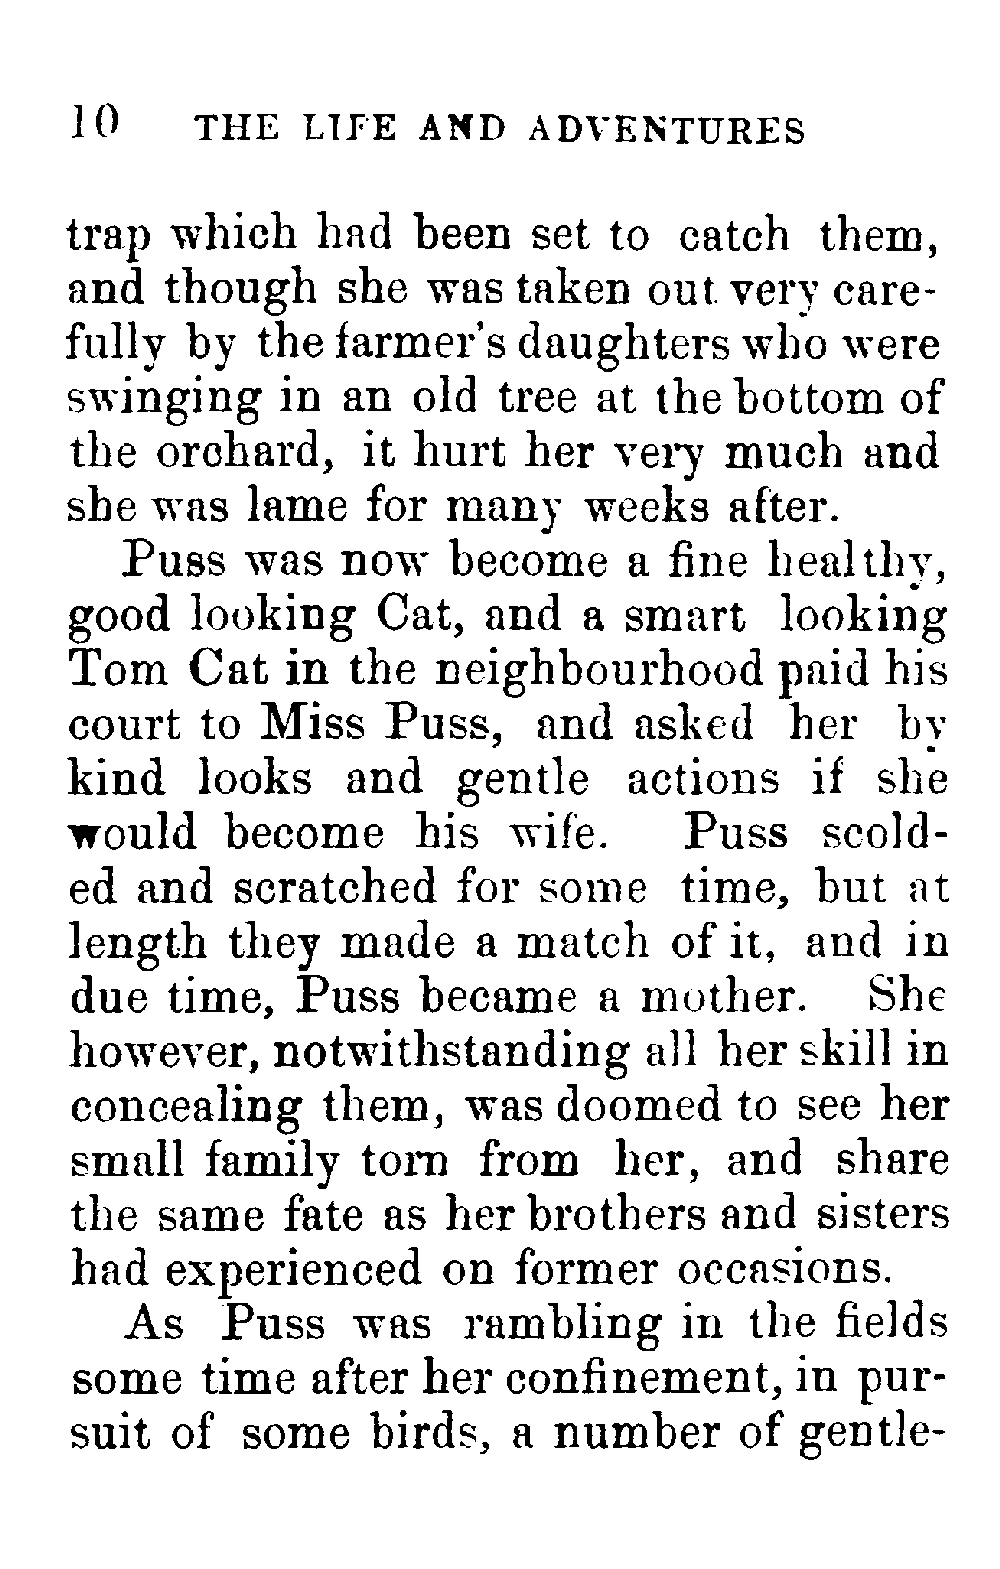 10 THE LIFE AND ADVENTURES
trap which had been set to catch them,
and though she was taken out very care-
fully by the farmer's daughters who were
swinging in an old tree at the bottom of
the orchard, it hurt her very much and
she was lame for many weeks after.
Puss was now become a fine healthy,
good looking Cat, and a smart looking
Tom Cat in the neighbourhood paid his
court to Miss Puss, and asked her by
kind looks and gentle actions if she
would become his wife. Puss scold-
ed and scratched for some time, but at
length they made a match of it, and in
due time, Puss became a mother. She
however, notwithstanding all her skill in
concealing them, was doomed to see her
small family torn from her, and share
the same fate as her brothers and sisters
had experienced on former occasions.
As Puss was rambling in the fields
some time after her confinement, in pur-
suit of some birds, a number of gentle-